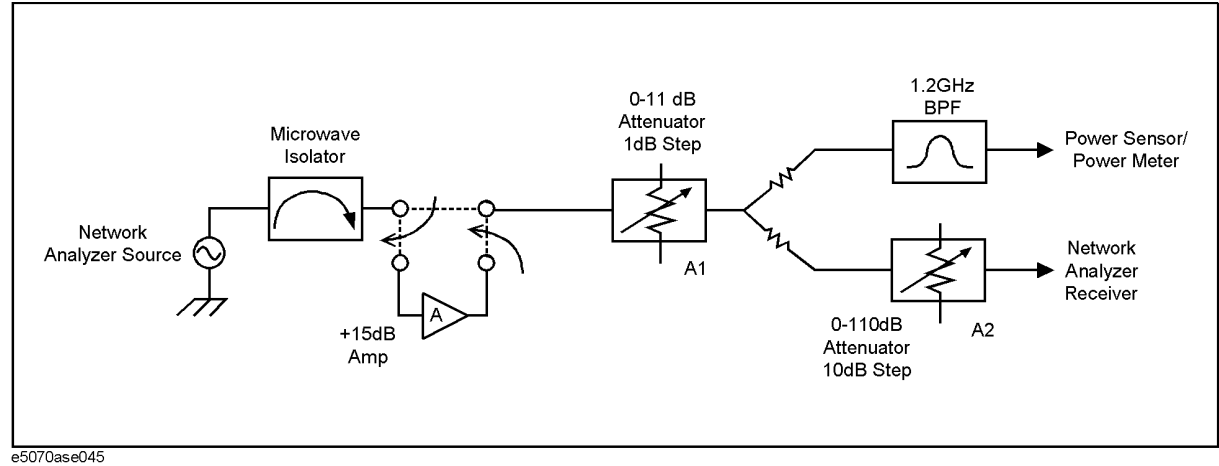 1.2GHz
BPF
0-11 dB
Attenuator
1dB Step
Microwave
Isolator
Power Sensor/
Power Meter
Network
Analyzer Source
A1
Network
Analyzer
Receiver
A
+15dB
Amp
0-110dB
Attenuator
10dB Step
A2
e5070ase045